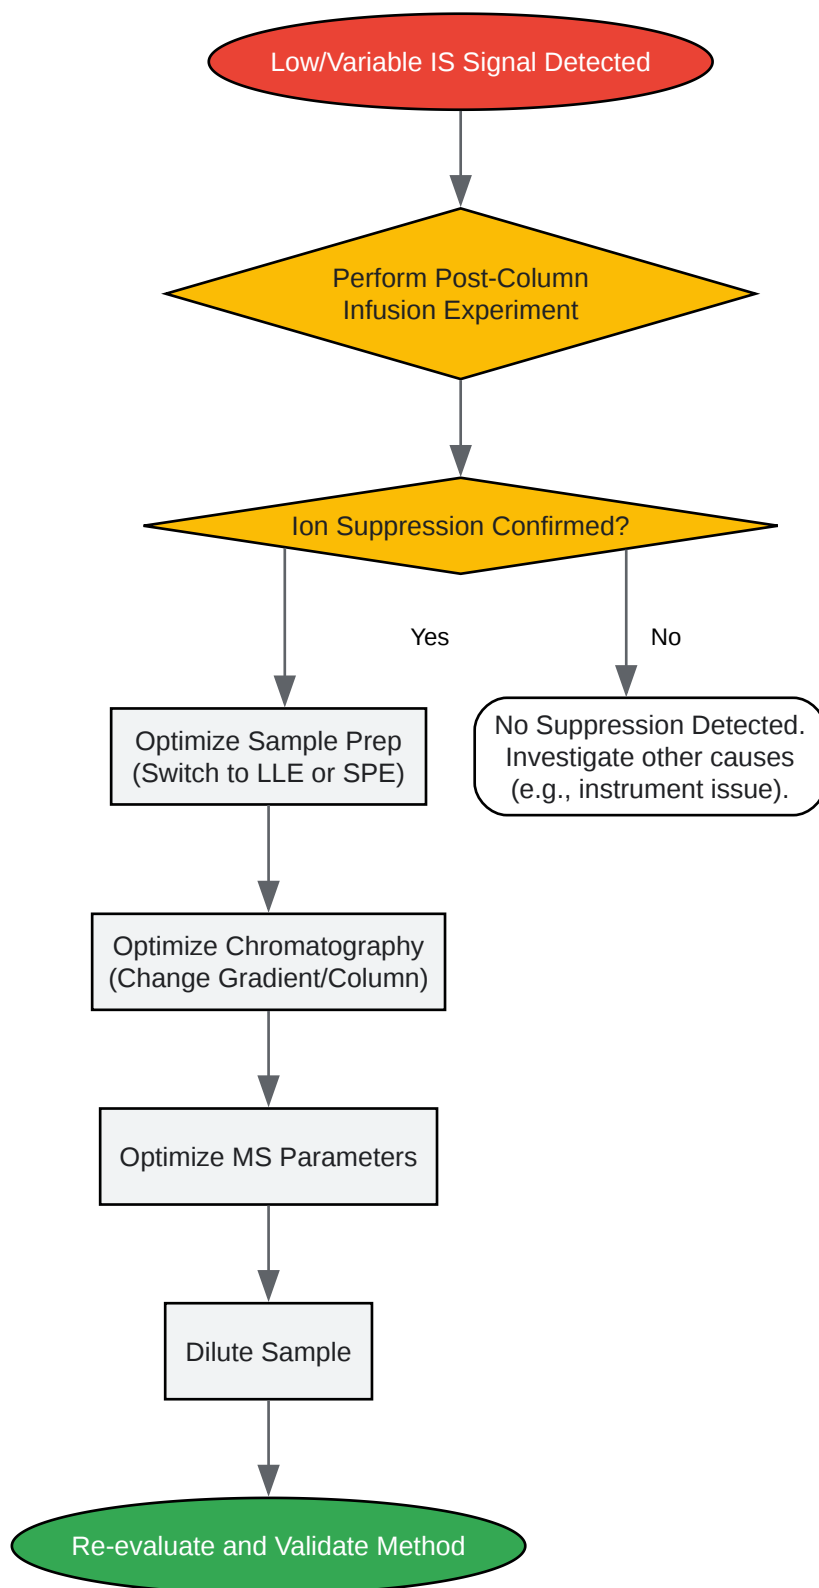 Low/Variable IS Signal Detected
Perform Post-Column
Infusion Experiment
Ion Suppression Confirmed?
Yes
No
Optimize Sample Prep
(Switch to LLE or SPE)
No Suppression Detected.
Investigate other causes
(e.g., instrument issue).
Optimize Chromatography
(Change Gradient/Column)
Optimize MS Parameters
Dilute Sample
Re-evaluate and Validate Method